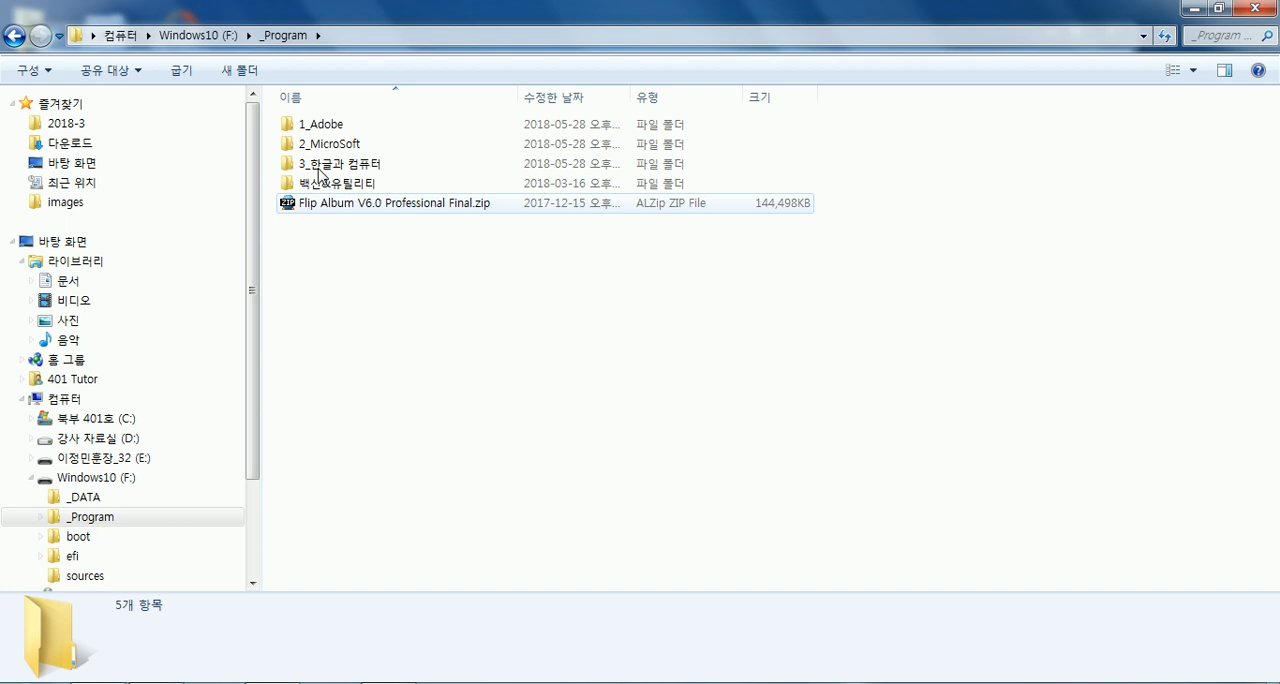 컴퓨터 Windows10 (F:) _Program
_Program ...
구성 공유 대상 굽기 새 폴더
즐겨찾기
2018-3
다운로드
바탕 화면
최근 위치
images
바탕 화면
라이브러리
문서
비디오
사진
음악
홈 그룹
401 Tutor
컴퓨터
북부 401호 (C:)
강사 자료실 (D:)
이정민훈장_32 (E:)
Windows10 (F:)
_DATA
_Program
boot
efi
sources
이름 수정한 날짜 유형 크기
1_Adobe 2018-05-28 오후... 파일 폴더
2_MicroSoft 2018-05-28 오후... 파일 폴더
3_한글과 컴퓨터 2018-05-28 오후... 파일 폴더
백신&유틸리티 2018-03-16 오후... 파일 폴더
ZIP Flip Album V6.0 Professional Final.zip 2017-12-15 오후... ALZip ZIP File 144,498KB
5개 항목